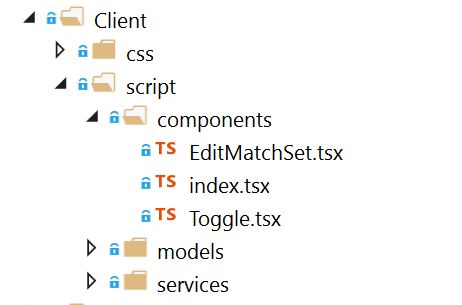 Client
css
script
components
TS EditMatchSet.tsx
TS index.tsx
TS Toggle.tsx
models
services